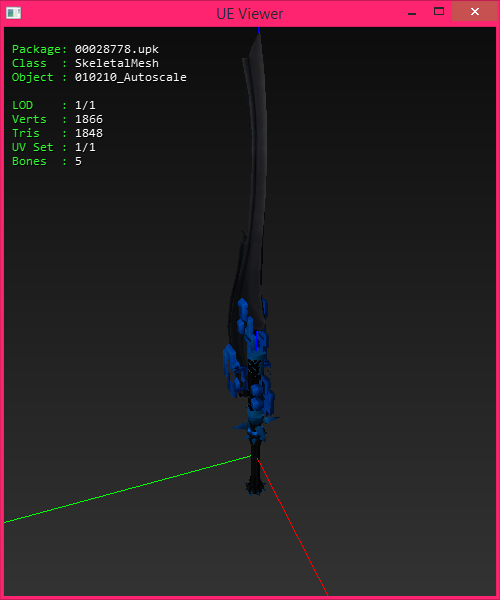 UE Viewer
Package: 00028778.upk
Class : SkeletalMesh
Object : 010210_Autoscale
LOD : 1/1
Verts : 1866
Tris : 1848
UV Set : 1/1
Bones : 5